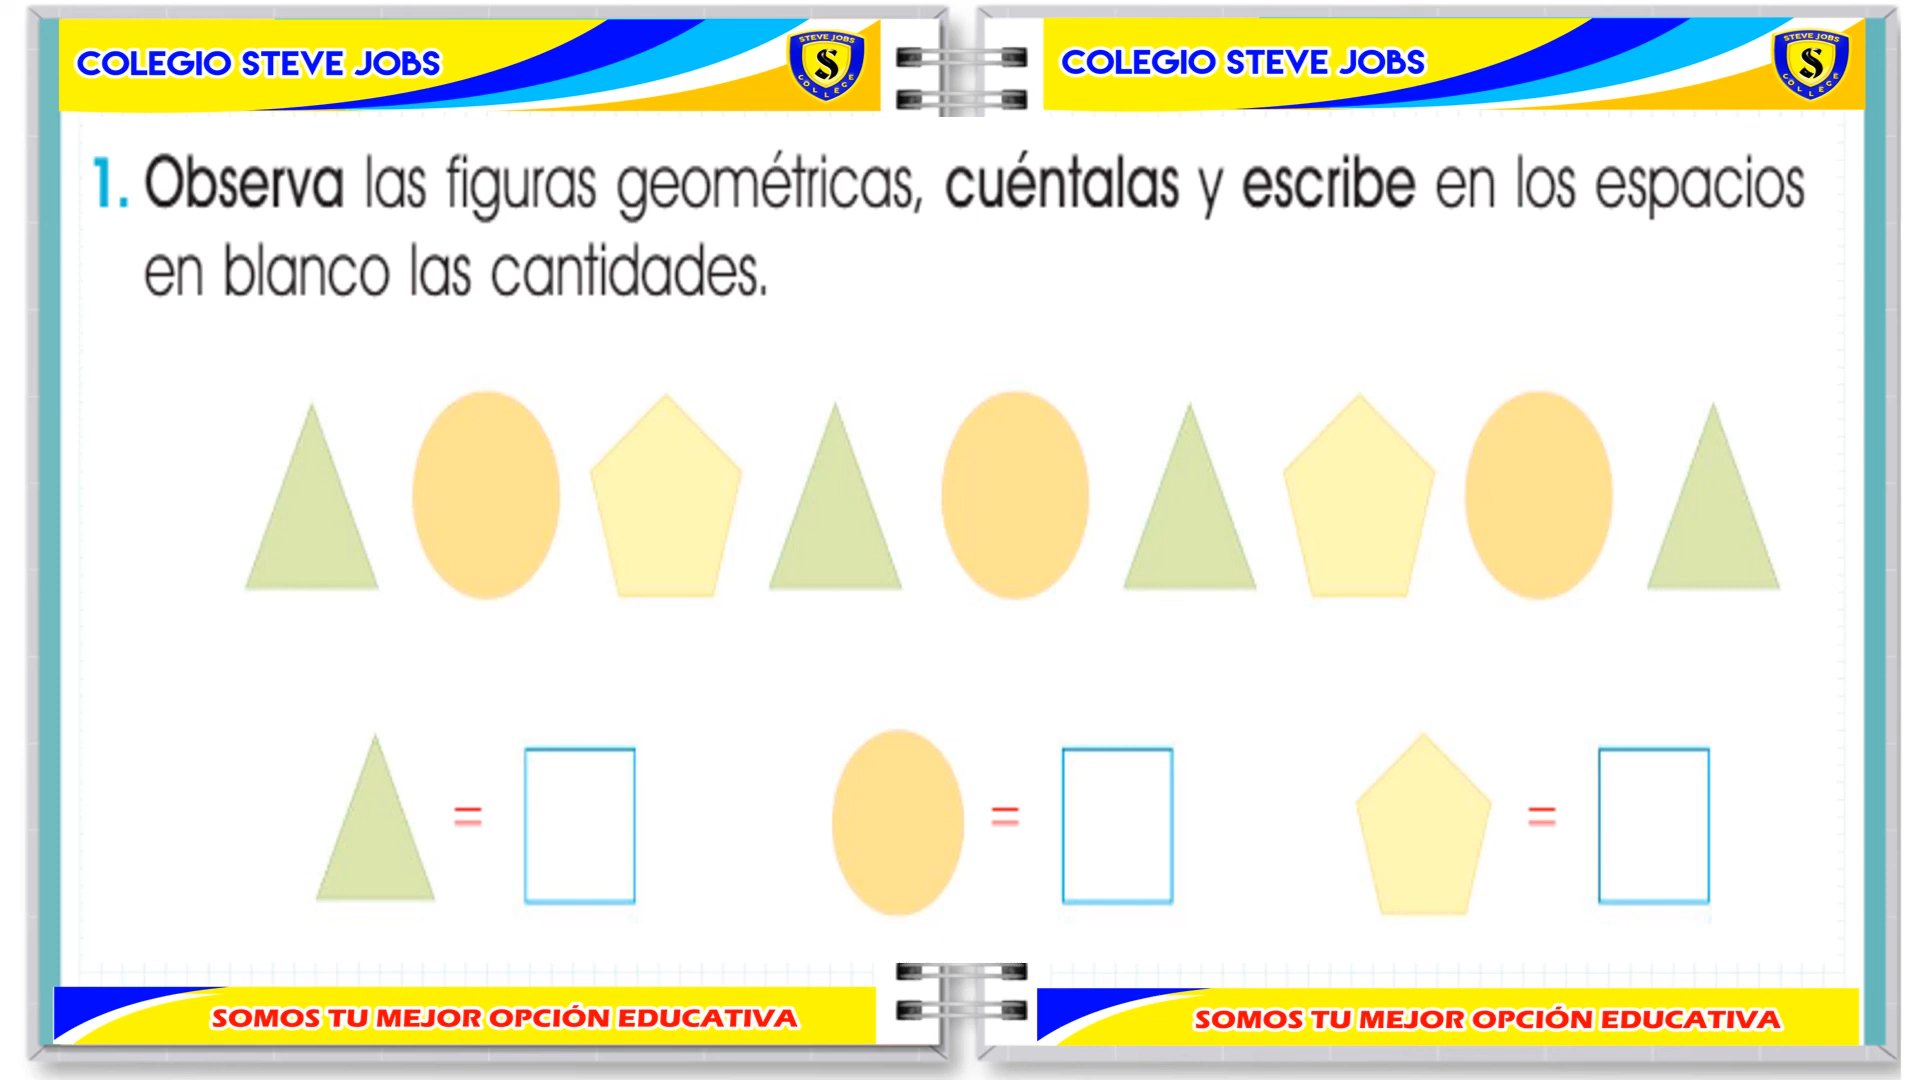 COLEGIO STEVE JOBS
STEVE JOBS
S
COLLEGE
COLEGIO STEVE JOBS
STEVE JOBS
S
COLLEGE
1. Observa las figuras geométricas, cuéntalas y escribe en los espacios
en blanco las cantidades.
= = =
SOMOS TU MEJOR OPCIÓN EDUCATIVA
SOMOS TU MEJOR OPCIÓN EDUCATIVA